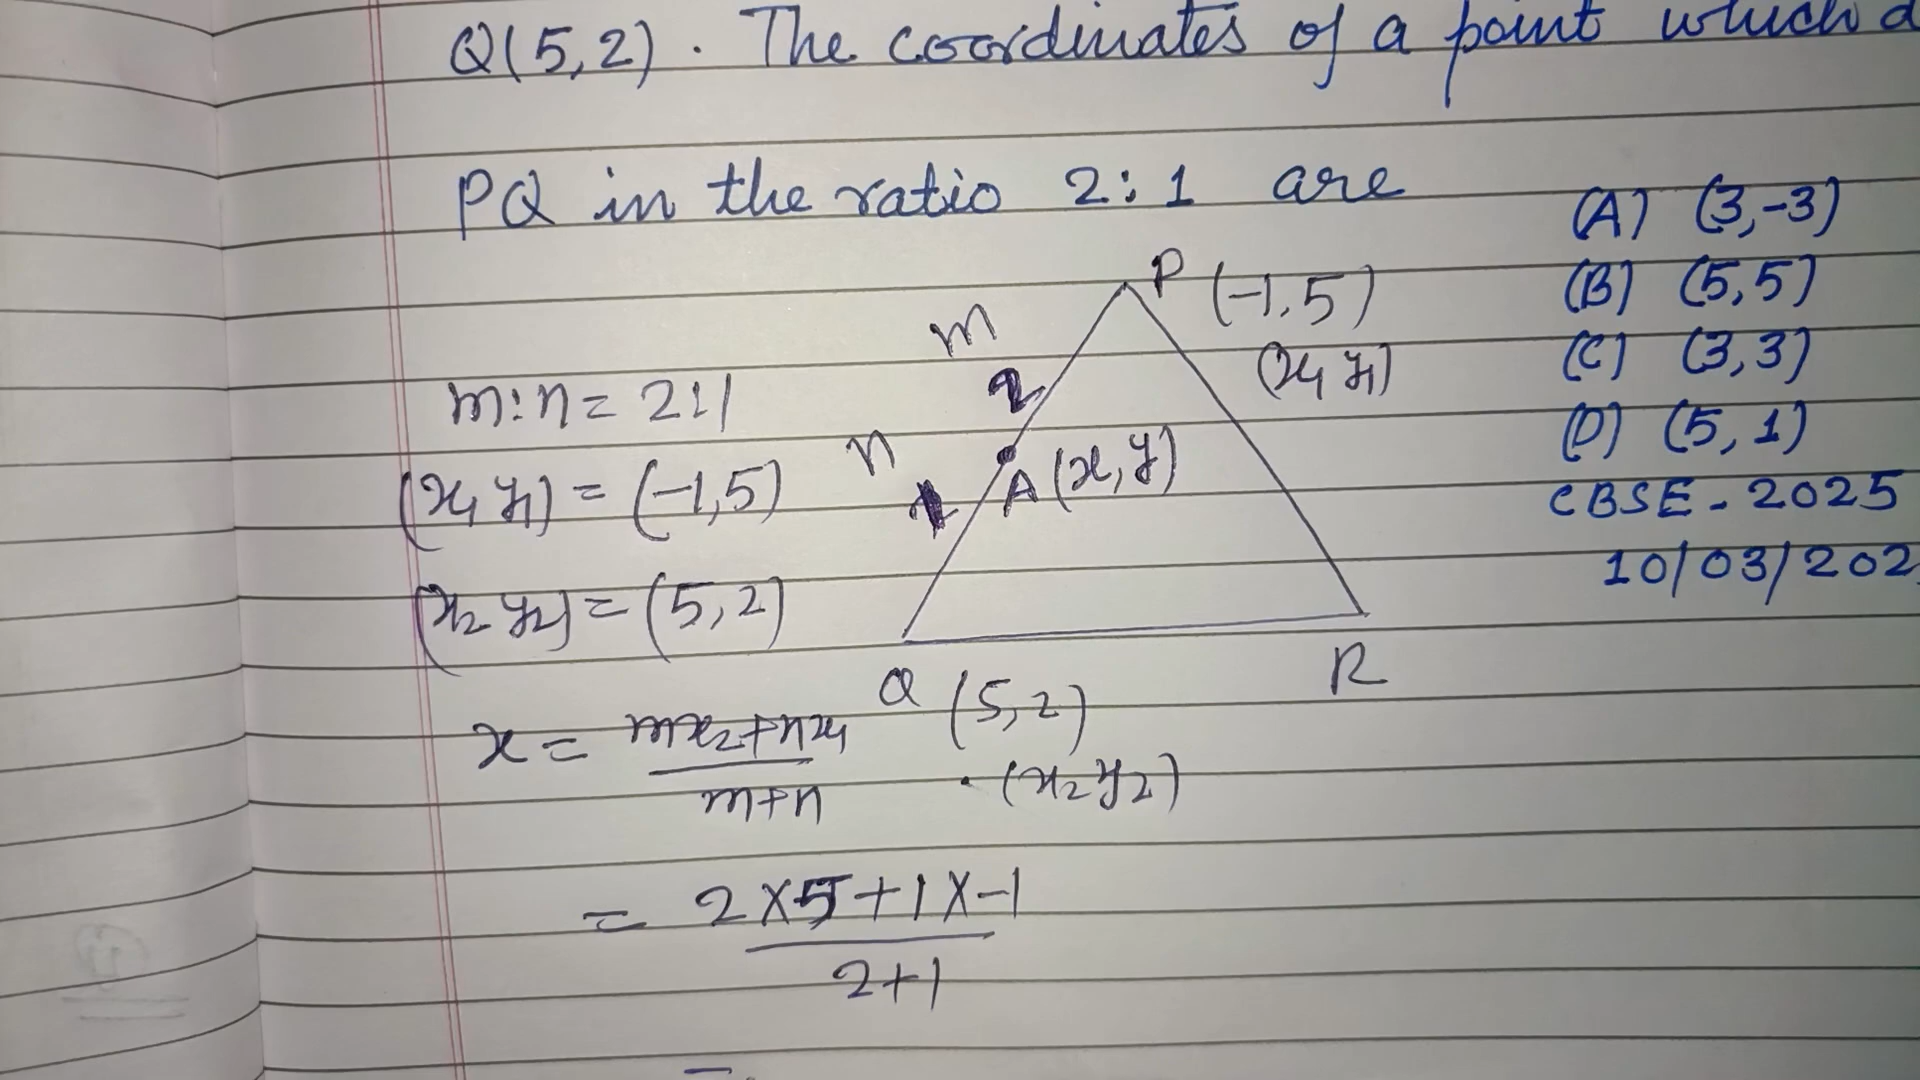 Q(5,2). The coordinates of a point which d
PQ in the ratio 2:1 are
(A) (3,-3)
(B) (5,5)
(C) (3,3)
(D) (5,1)
CBSE-2025
10/03/202
P (-1,5)
(x₁ y₁)
m
2
n
1
A (x,y)
Q (5,2)
(x₂ y₂)
R
m:n = 2:1
(x₁ y₁) = (-1,5)
(x₂ y₂) = (5,2)
x = mx₂+nx₁
m+n
= 2×5+1×-1
2+1